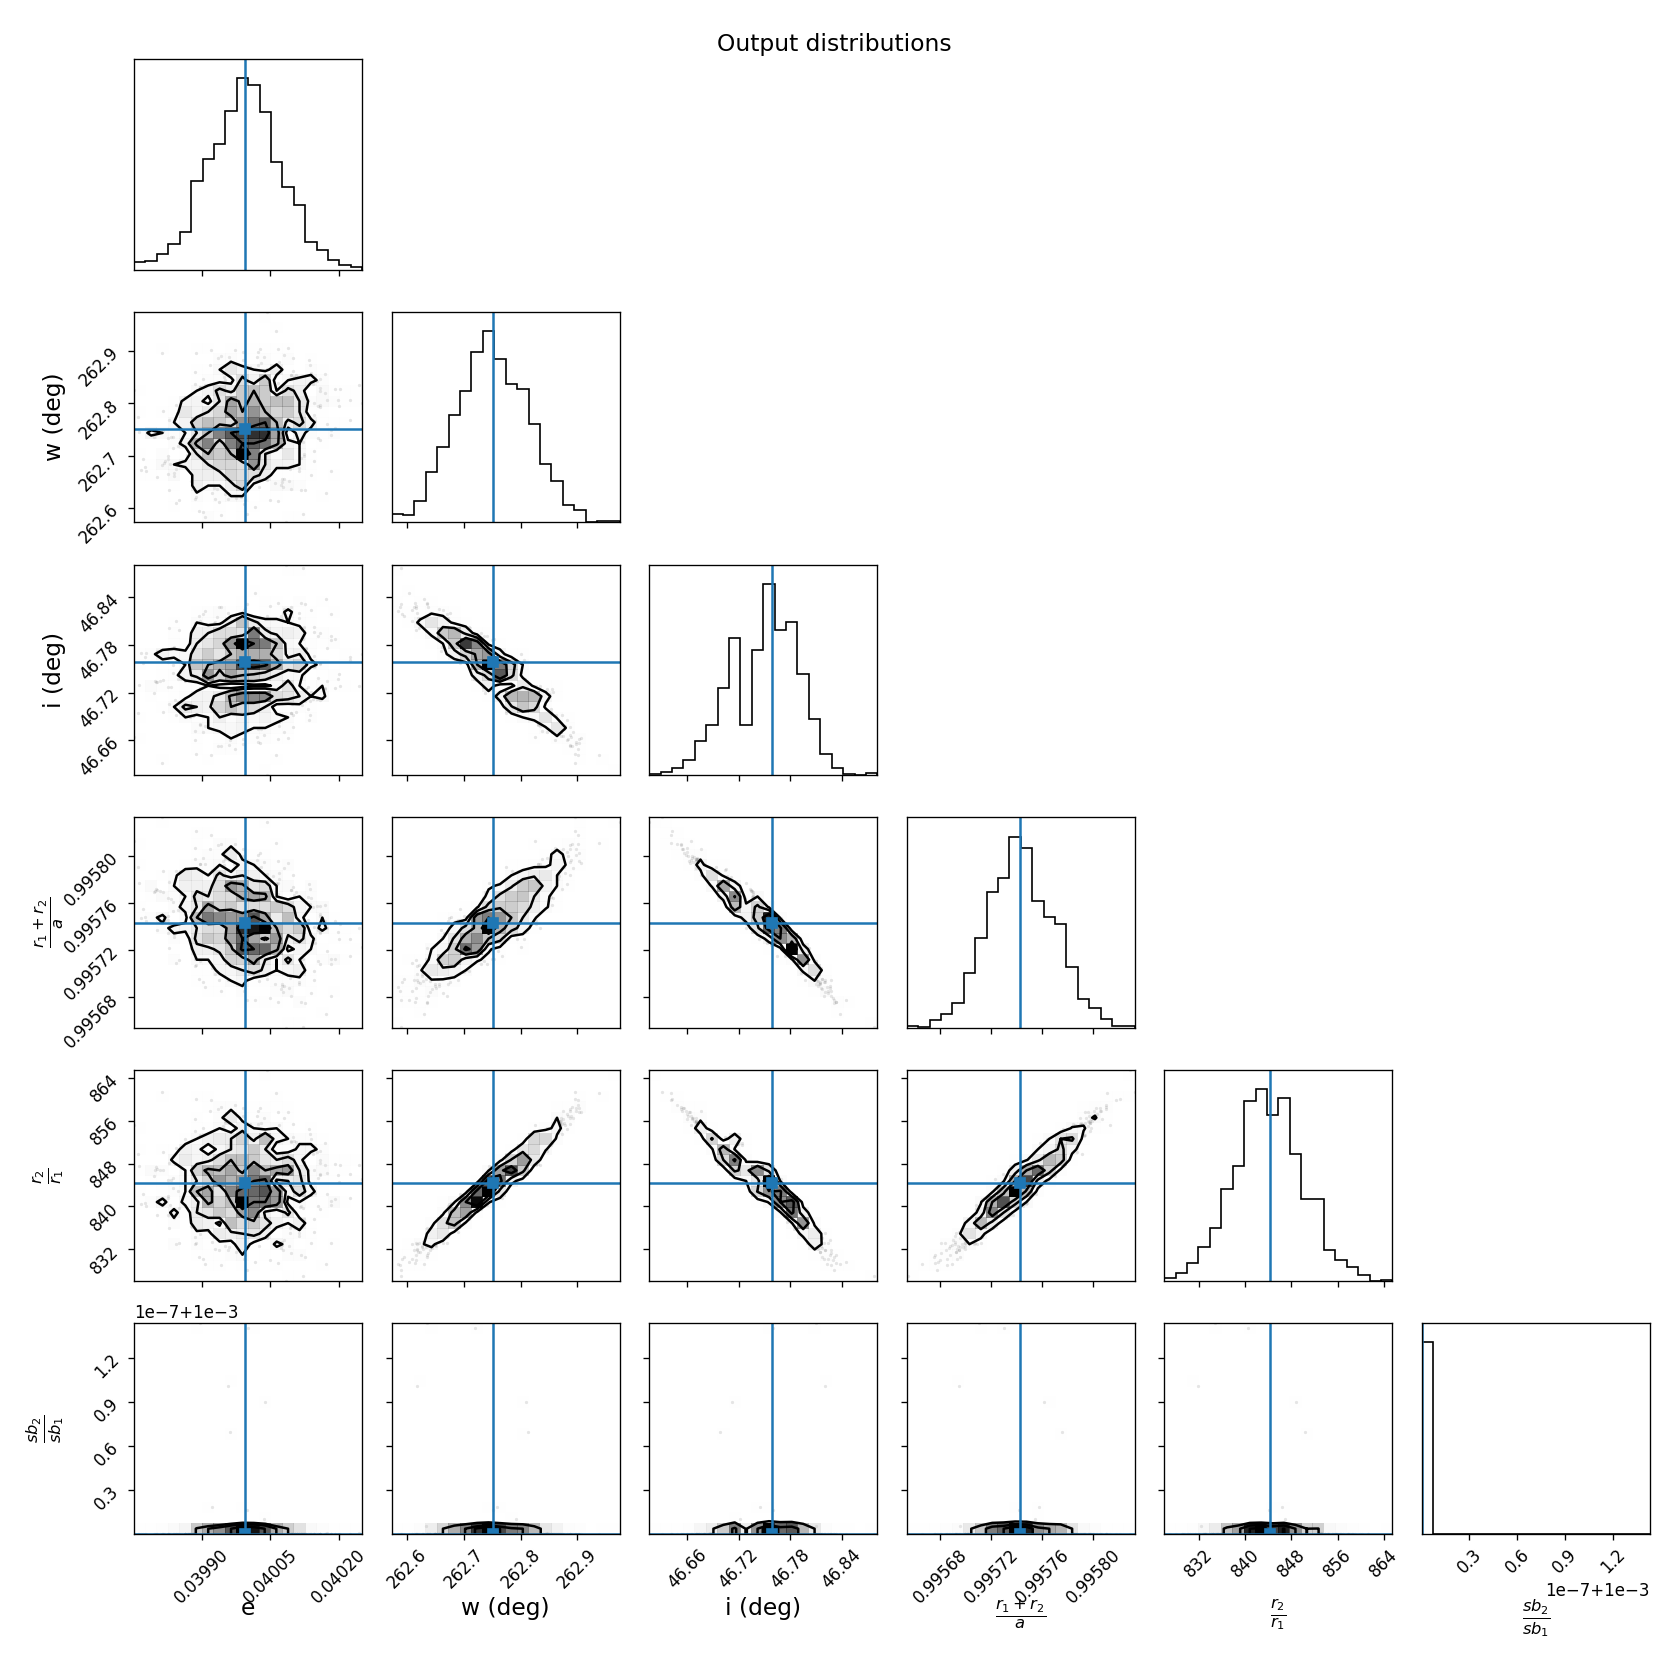 Output distributions
w (deg)
262.9
262.8
262.7
262.6
i (deg)
46.84
46.78
46.72
46.66
r₁ + r₂
a
0.99580
0.99576
0.99572
0.99568
r₂
r₁
864
856
848
840
832
1e−7+1e−3
sb₂
sb₁
1.2
0.9
0.6
0.3
0.03990 0.04005 0.04020
262.6 262.7 262.8 262.9
46.66 46.72 46.78 46.84
0.99568 0.99572 0.99576 0.99580
832 840 848 856 864
0.3 0.6 0.9 1.2
1e−7+1e−3
e
w (deg)
i (deg)
r₁ + r₂
a
r₂
r₁
sb₂
sb₁